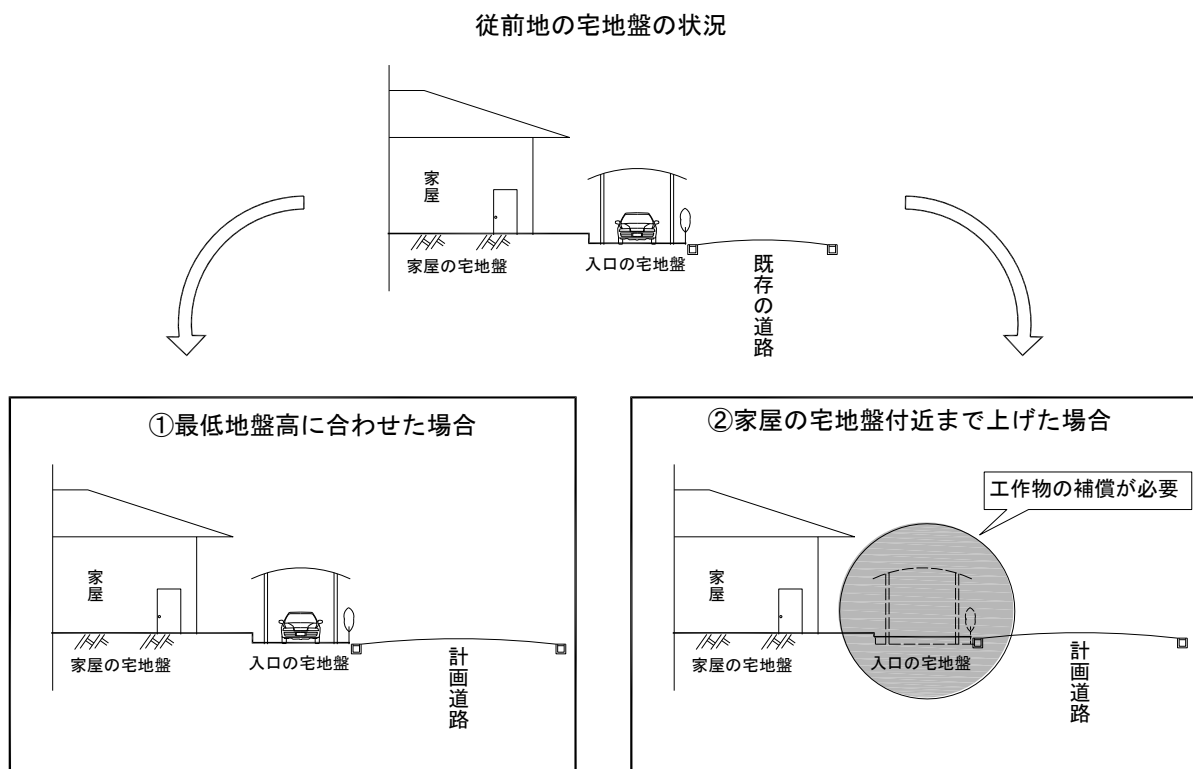 従前地の宅地盤の状況
家屋
家屋の宅地盤
入口の宅地盤
既存の道路
①最低地盤高に合わせた場合
家屋
家屋の宅地盤
入口の宅地盤
計画道路
②家屋の宅地盤付近まで上げた場合
工作物の補償が必要
家屋
家屋の宅地盤
入口の宅地盤
計画道路